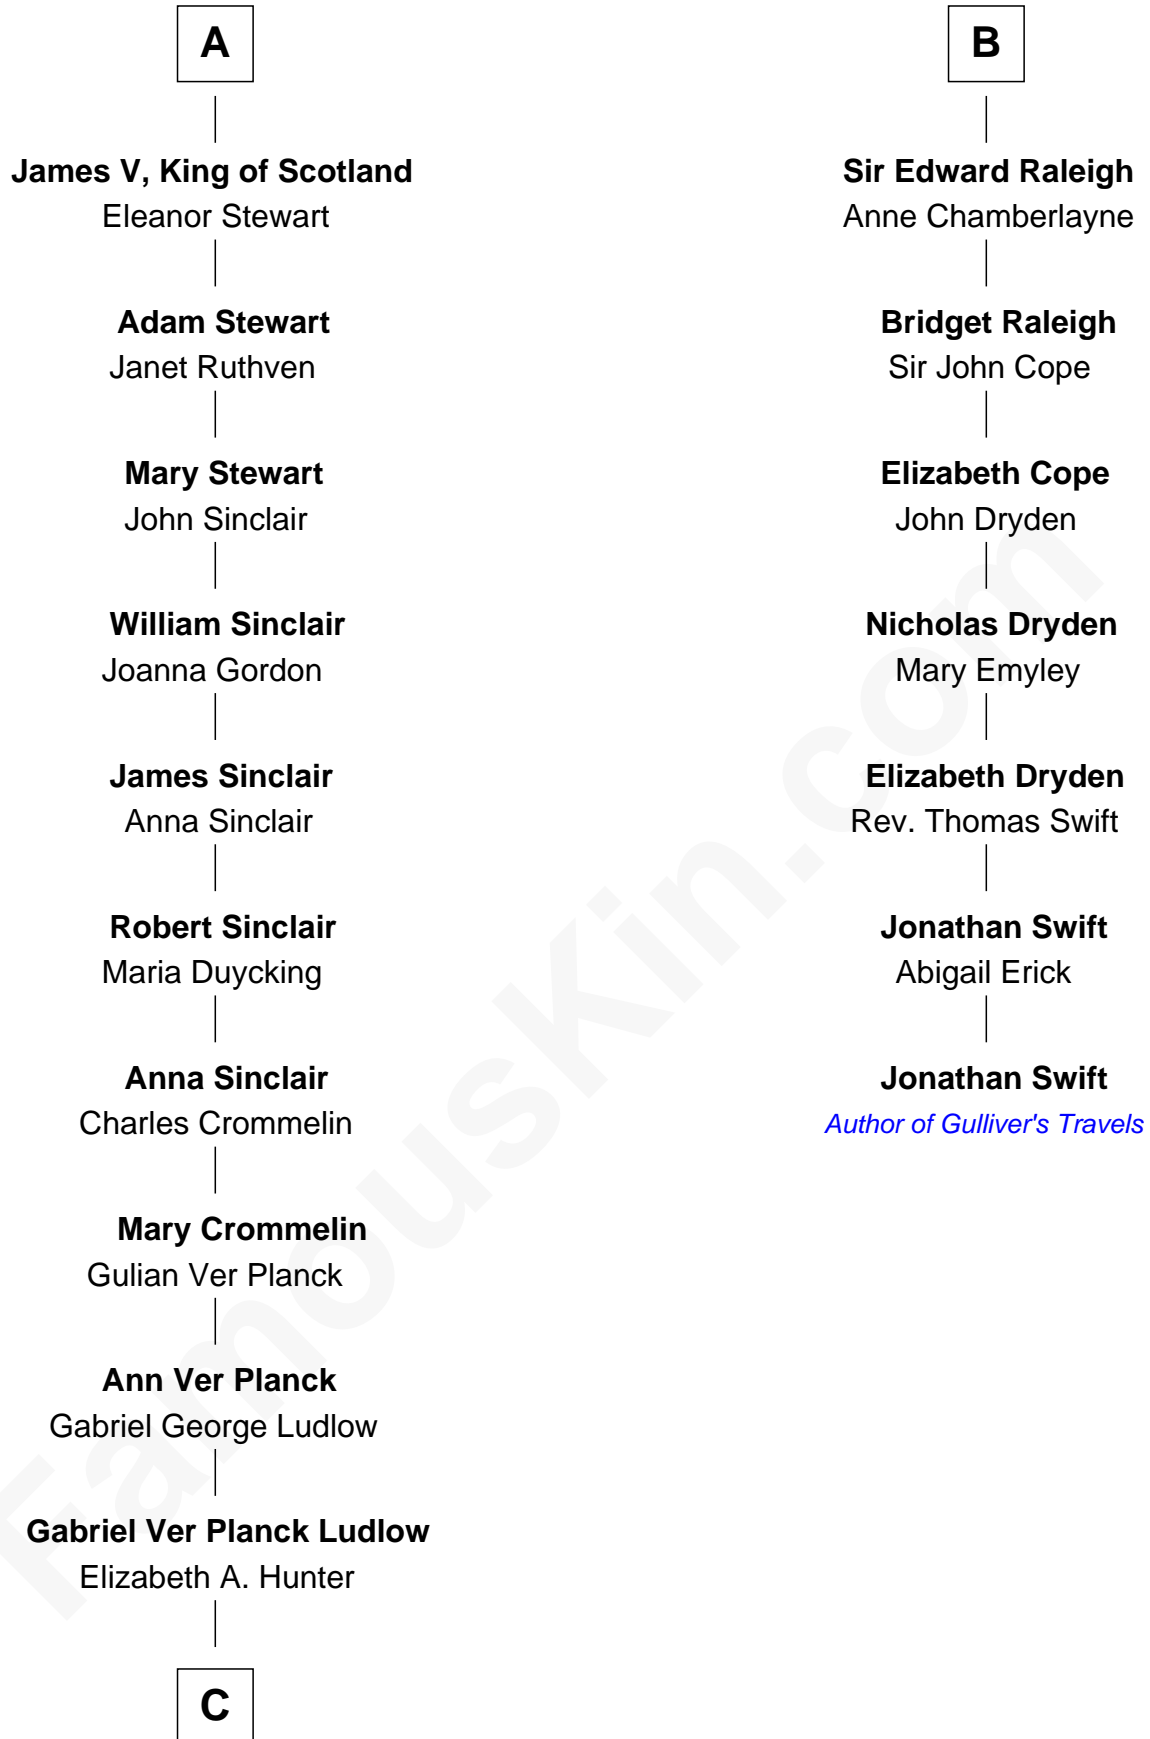 A
James V, King of Scotland
Eleanor Stewart
Adam Stewart
Janet Ruthven
Mary Stewart
John Sinclair
William Sinclair
Joanna Gordon
James Sinclair
Anna Sinclair
Robert Sinclair
Maria Duycking
Anna Sinclair
Charles Crommelin
Mary Crommelin
Gulian Ver Planck
Ann Ver Planck
Gabriel George Ludlow
Gabriel Ver Planck Ludlow
Elizabeth A. Hunter
C
B
Sir Edward Raleigh
Anne Chamberlayne
Bridget Raleigh
Sir John Cope
Elizabeth Cope
John Dryden
Nicholas Dryden
Mary Emyley
Elizabeth Dryden
Rev. Thomas Swift
Jonathan Swift
Abigail Erick
Jonathan Swift
Author of Gulliver's Travels
FamousKin.com